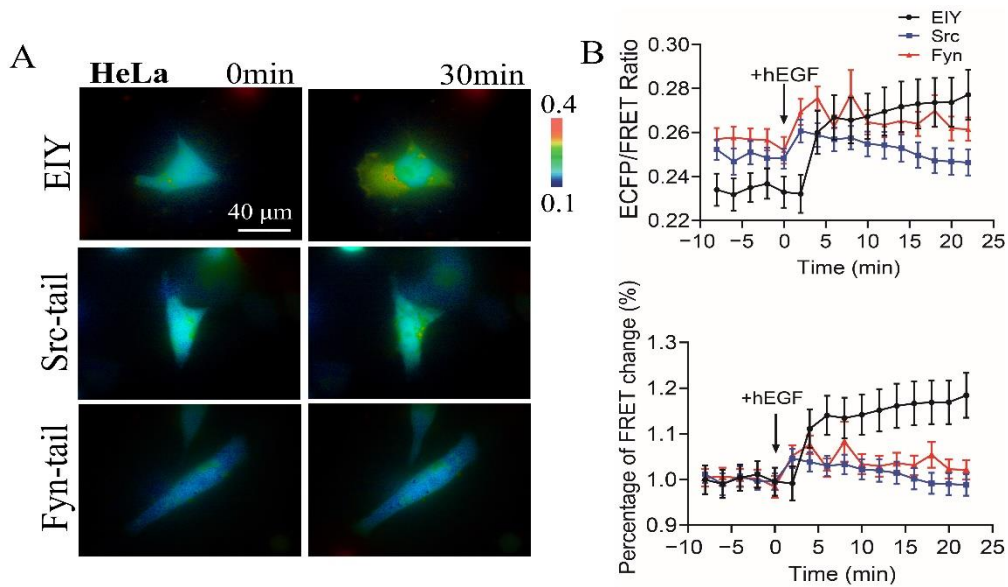 A
HeLa
0min
30min
EIY
Src-tail
Fyn-tail
40 μm
0.4
0.1
B
EIY
Src
Fyn
ECFP/FRET Ratio
0.30
0.28
0.26
0.24
0.22
+hEGF
−10 −5 0 5 10 15 20 25
Time (min)
Percentage of FRET change (%)
1.3
1.2
1.1
1.0
0.9
+hEGF
−10 −5 0 5 10 15 20 25
Time (min)